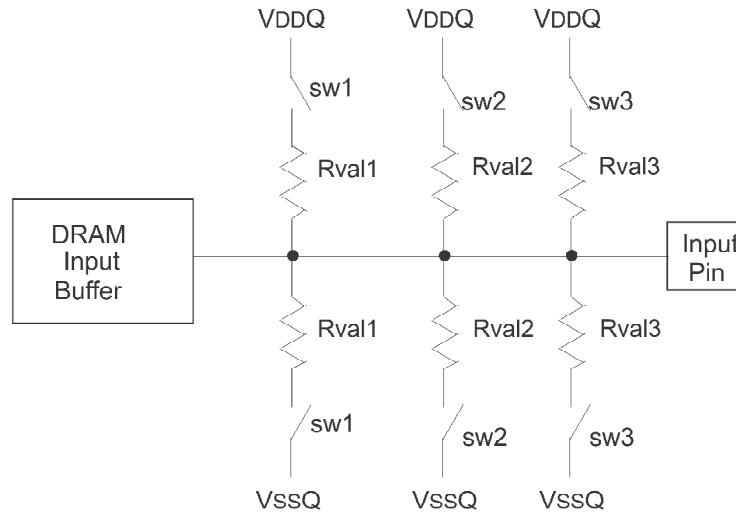 VDDQ VDDQ VDDQ
sw1 sw2 sw3
Rval1 Rval2 Rval3
DRAM
Input
Buffer
Input
Pin
Rval1 Rval2 Rval3
sw1 sw2 sw3
VSSQ VSSQ VSSQ